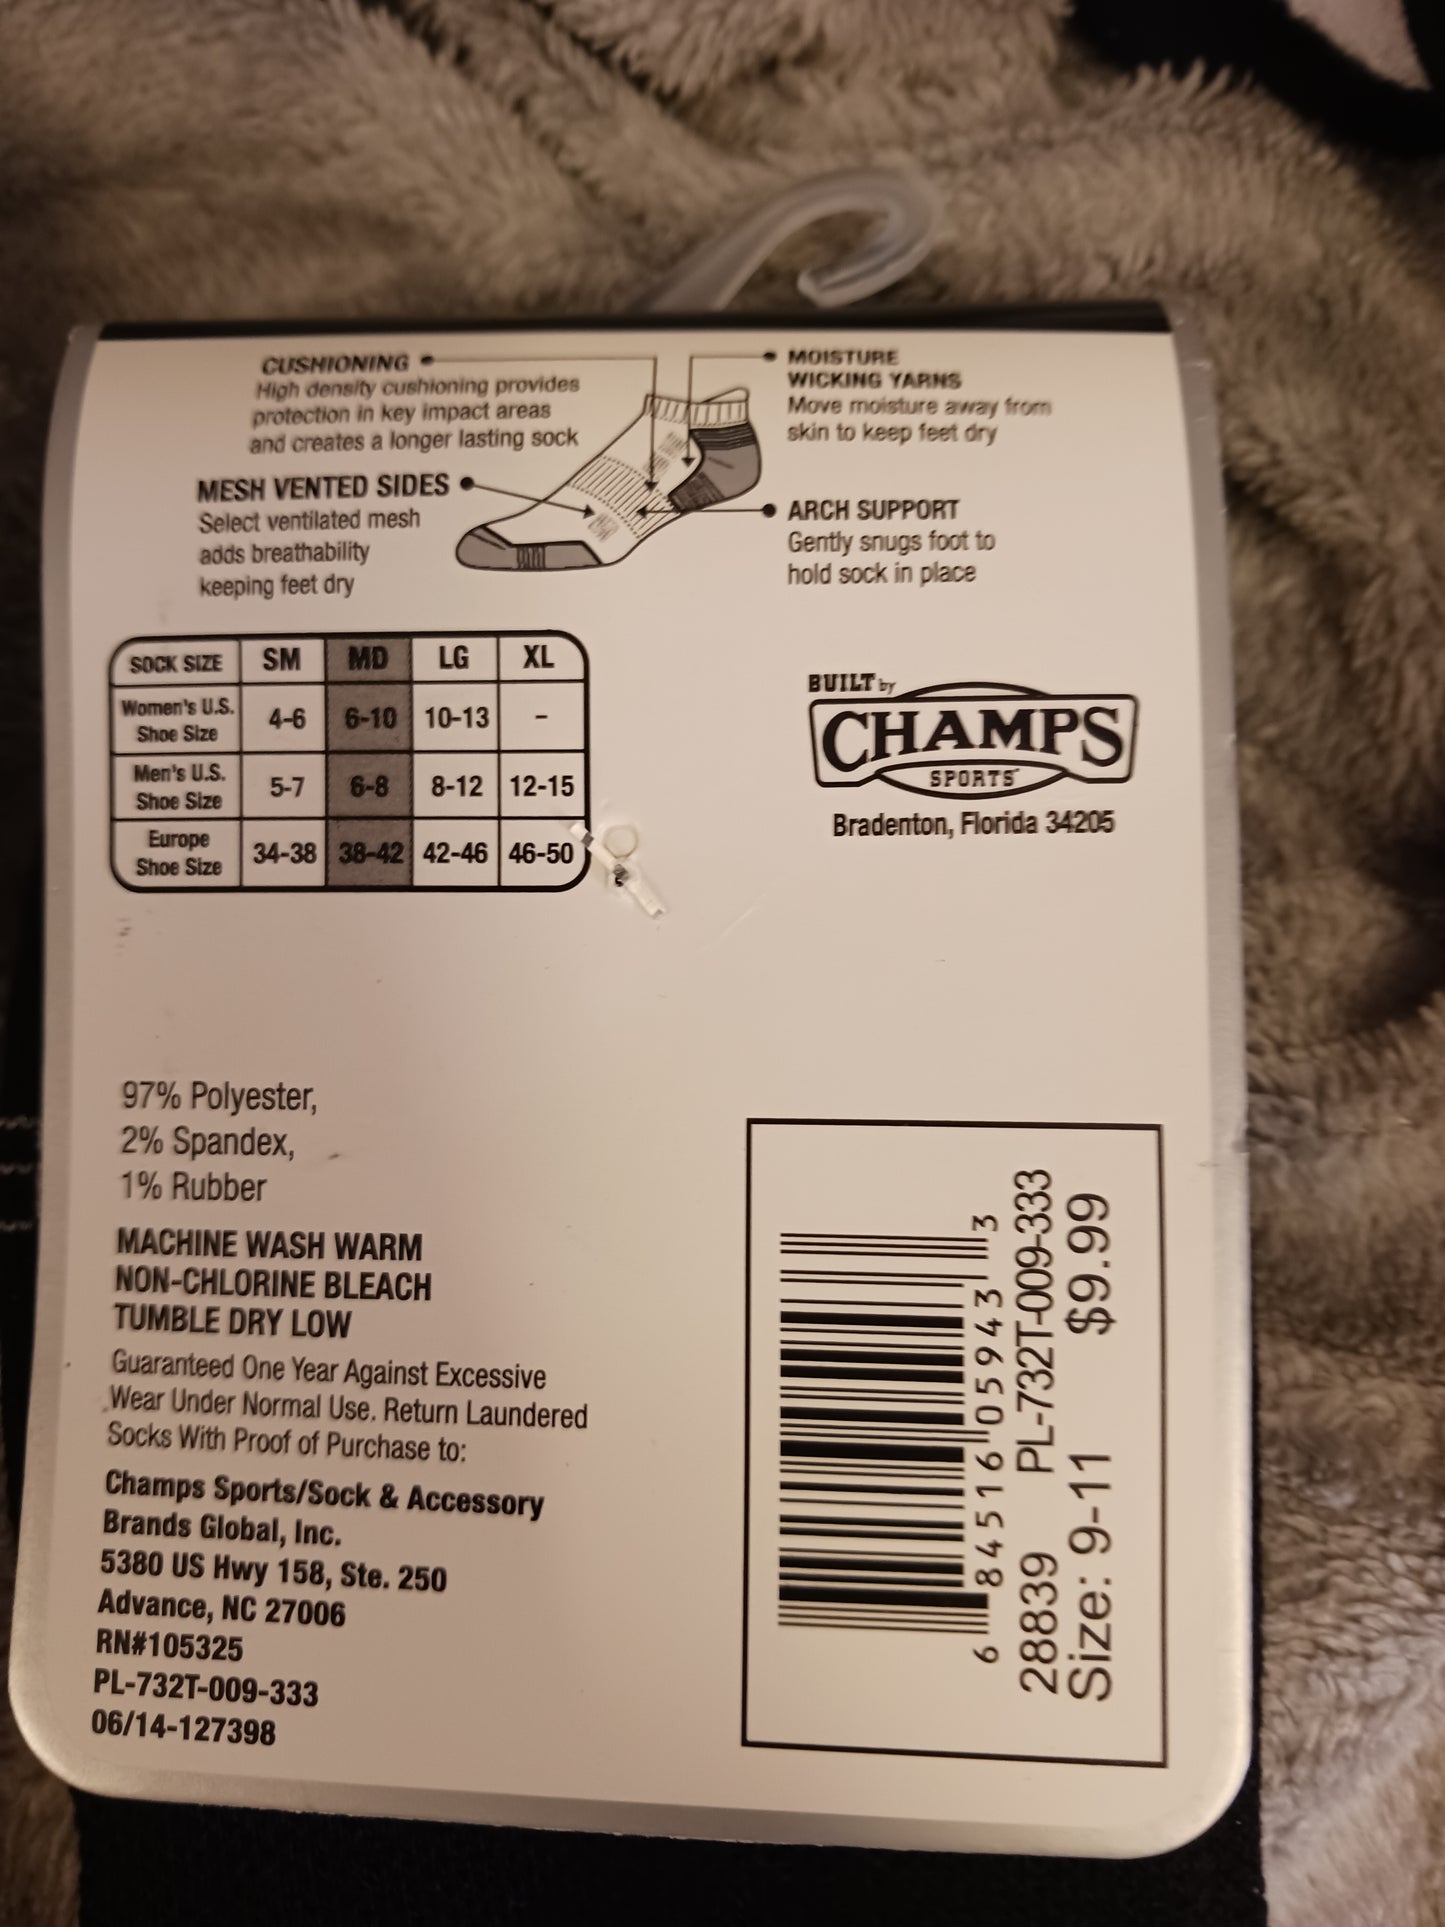 CUSHIONING
High density cushioning provides
protection in key impact areas
and creates a longer lasting sock
MOISTURE
WICKING YARNS
Move moisture away from
skin to keep feet dry
MESH VENTED SIDES
Select ventilated mesh
adds breathability
keeping feet dry
ARCH SUPPORT
Gently snugs foot to
hold sock in place
SOCK SIZE SM MD LG XL
Women's U.S. Shoe Size 4-6 6-10 10-13 –
Men's U.S. Shoe Size 5-7 6-8 8-12 12-15
Europe Shoe Size 34-38 38-42 42-46 46-50
BUILT by
CHAMPS
SPORTS
Bradenton, Florida 34205
97% Polyester,
2% Spandex,
1% Rubber
MACHINE WASH WARM
NON-CHLORINE BLEACH
TUMBLE DRY LOW
Guaranteed One Year Against Excessive
Wear Under Normal Use. Return Laundered
Socks With Proof of Purchase to:
Champs Sports/Sock & Accessory
Brands Global, Inc.
5380 US Hwy 158, Ste. 250
Advance, NC 27006
RN#105325
PL-732T-009-333
06/14-127398
6 84516 05943 3
28839 PL-732T-009-333
Size: 9-11 $9.99